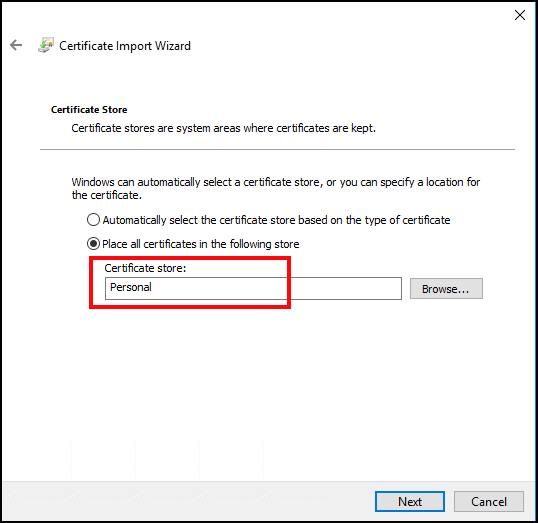 Certificate Import Wizard
Certificate Store
Certificate stores are system areas where certificates are kept.
Windows can automatically select a certificate store, or you can specify a location for
the certificate.
Automatically select the certificate store based on the type of certificate
Place all certificates in the following store
Certificate store:
Personal
Browse...
Next
Cancel